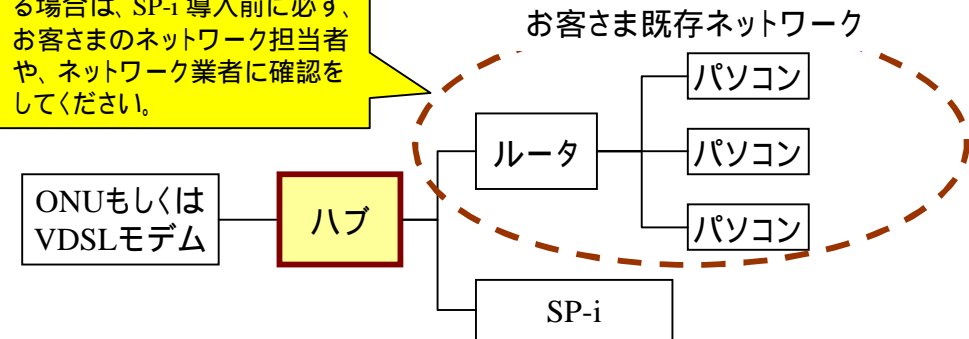 る場合は、SP-i 導入前に必ず、
お客さまのネットワーク担当者
や、ネットワーク業者に確認を
してください。
お客さま既存ネットワーク
パソコン
ルータ
パソコン
パソコン
ONUもしくは
VDSLモデム
ハブ
SP-i